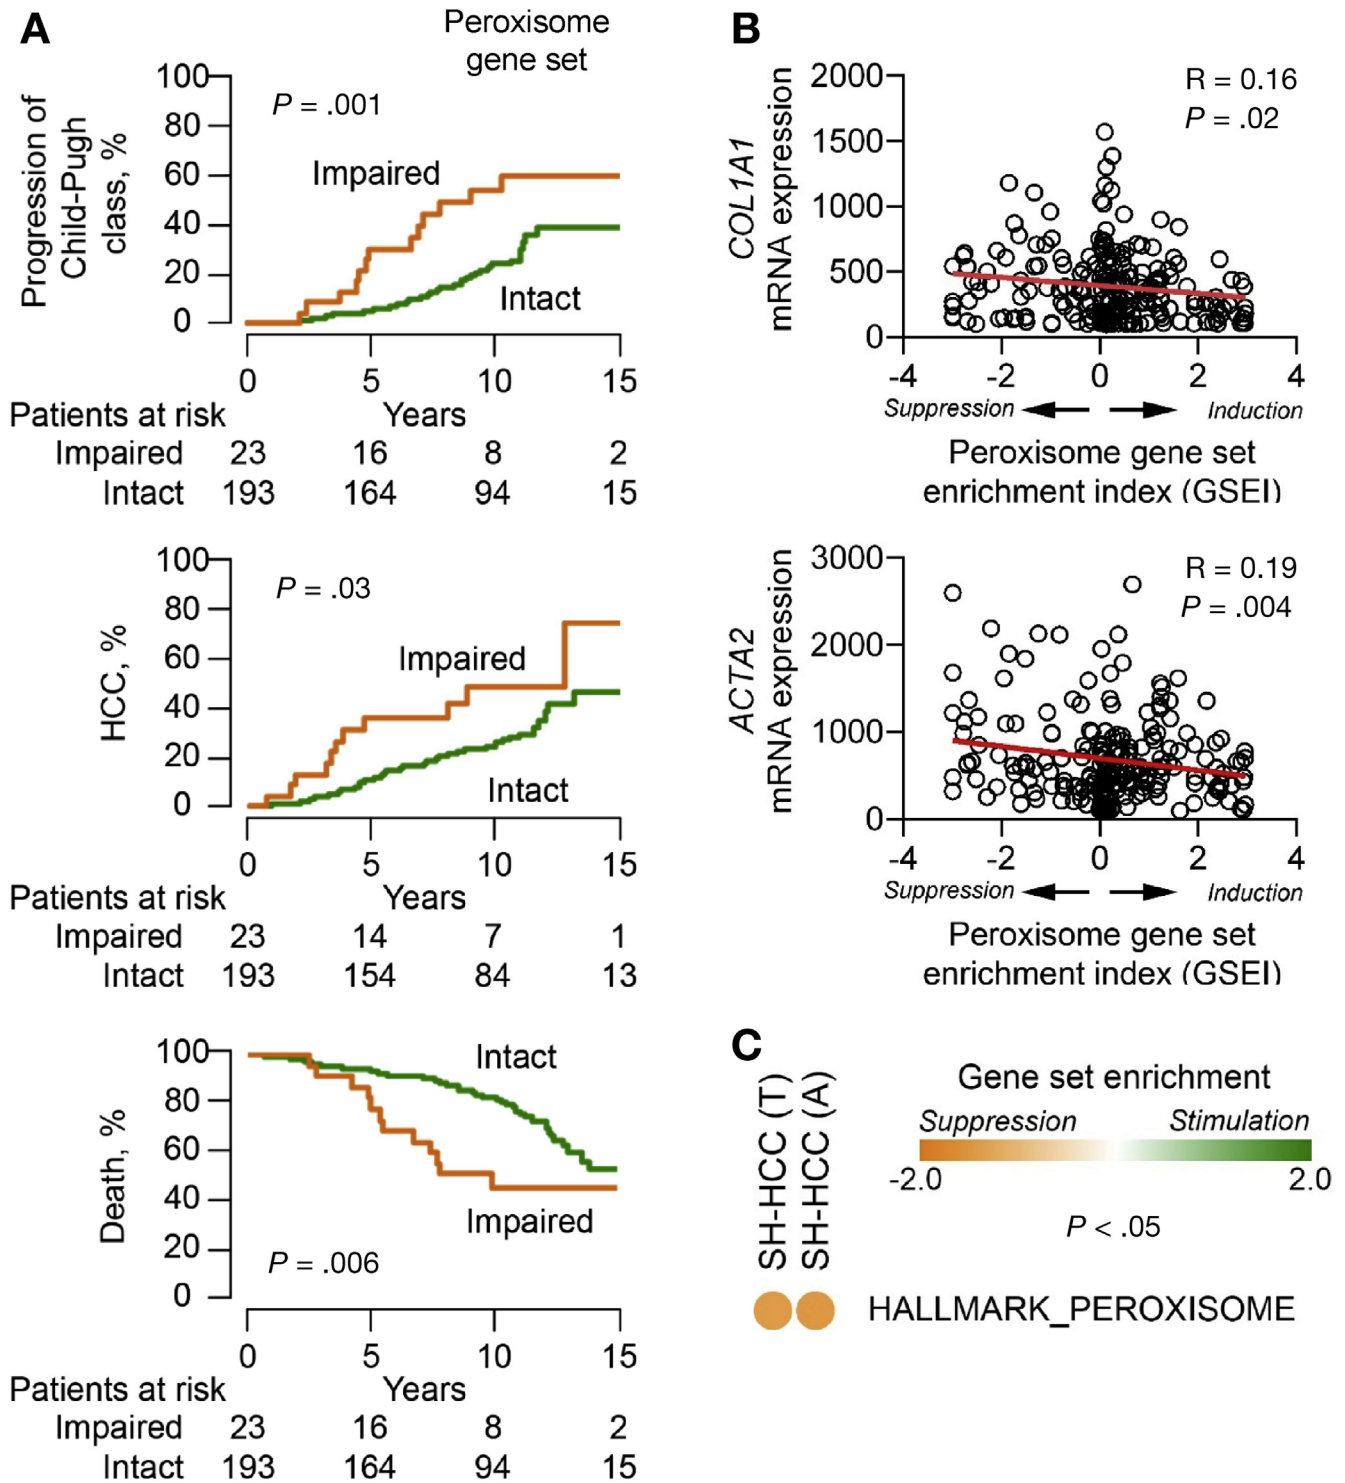 A
Peroxisome
gene set
Progression of
Child-Pugh
class, %
100
80
60
40
20
0
P = .001
Impaired
Intact
0 5 10 15
Patients at risk Years
Impaired 23 16 8 2
Intact 193 164 94 15
HCC, %
100
80
60
40
20
0
P = .03
Impaired
Intact
0 5 10 15
Patients at risk Years
Impaired 23 14 7 1
Intact 193 154 84 13
Death, %
100
80
60
40
20
0
Intact
Impaired
P = .006
0 5 10 15
Patients at risk Years
Impaired 23 16 8 2
Intact 193 164 94 15
B
COL1A1
mRNA expression
2000
1500
1000
500
0
R = 0.16
P = .02
-4 -2 0 2 4
Suppression Induction
Peroxisome gene set
enrichment index (GSEI)
ACTA2
mRNA expression
3000
2000
1000
0
R = 0.19
P = .004
-4 -2 0 2 4
Suppression Induction
Peroxisome gene set
enrichment index (GSEI)
C
SH-HCC (T)
SH-HCC (A)
Gene set enrichment
Suppression Stimulation
-2.0 2.0
P < .05
HALLMARK_PEROXISOME